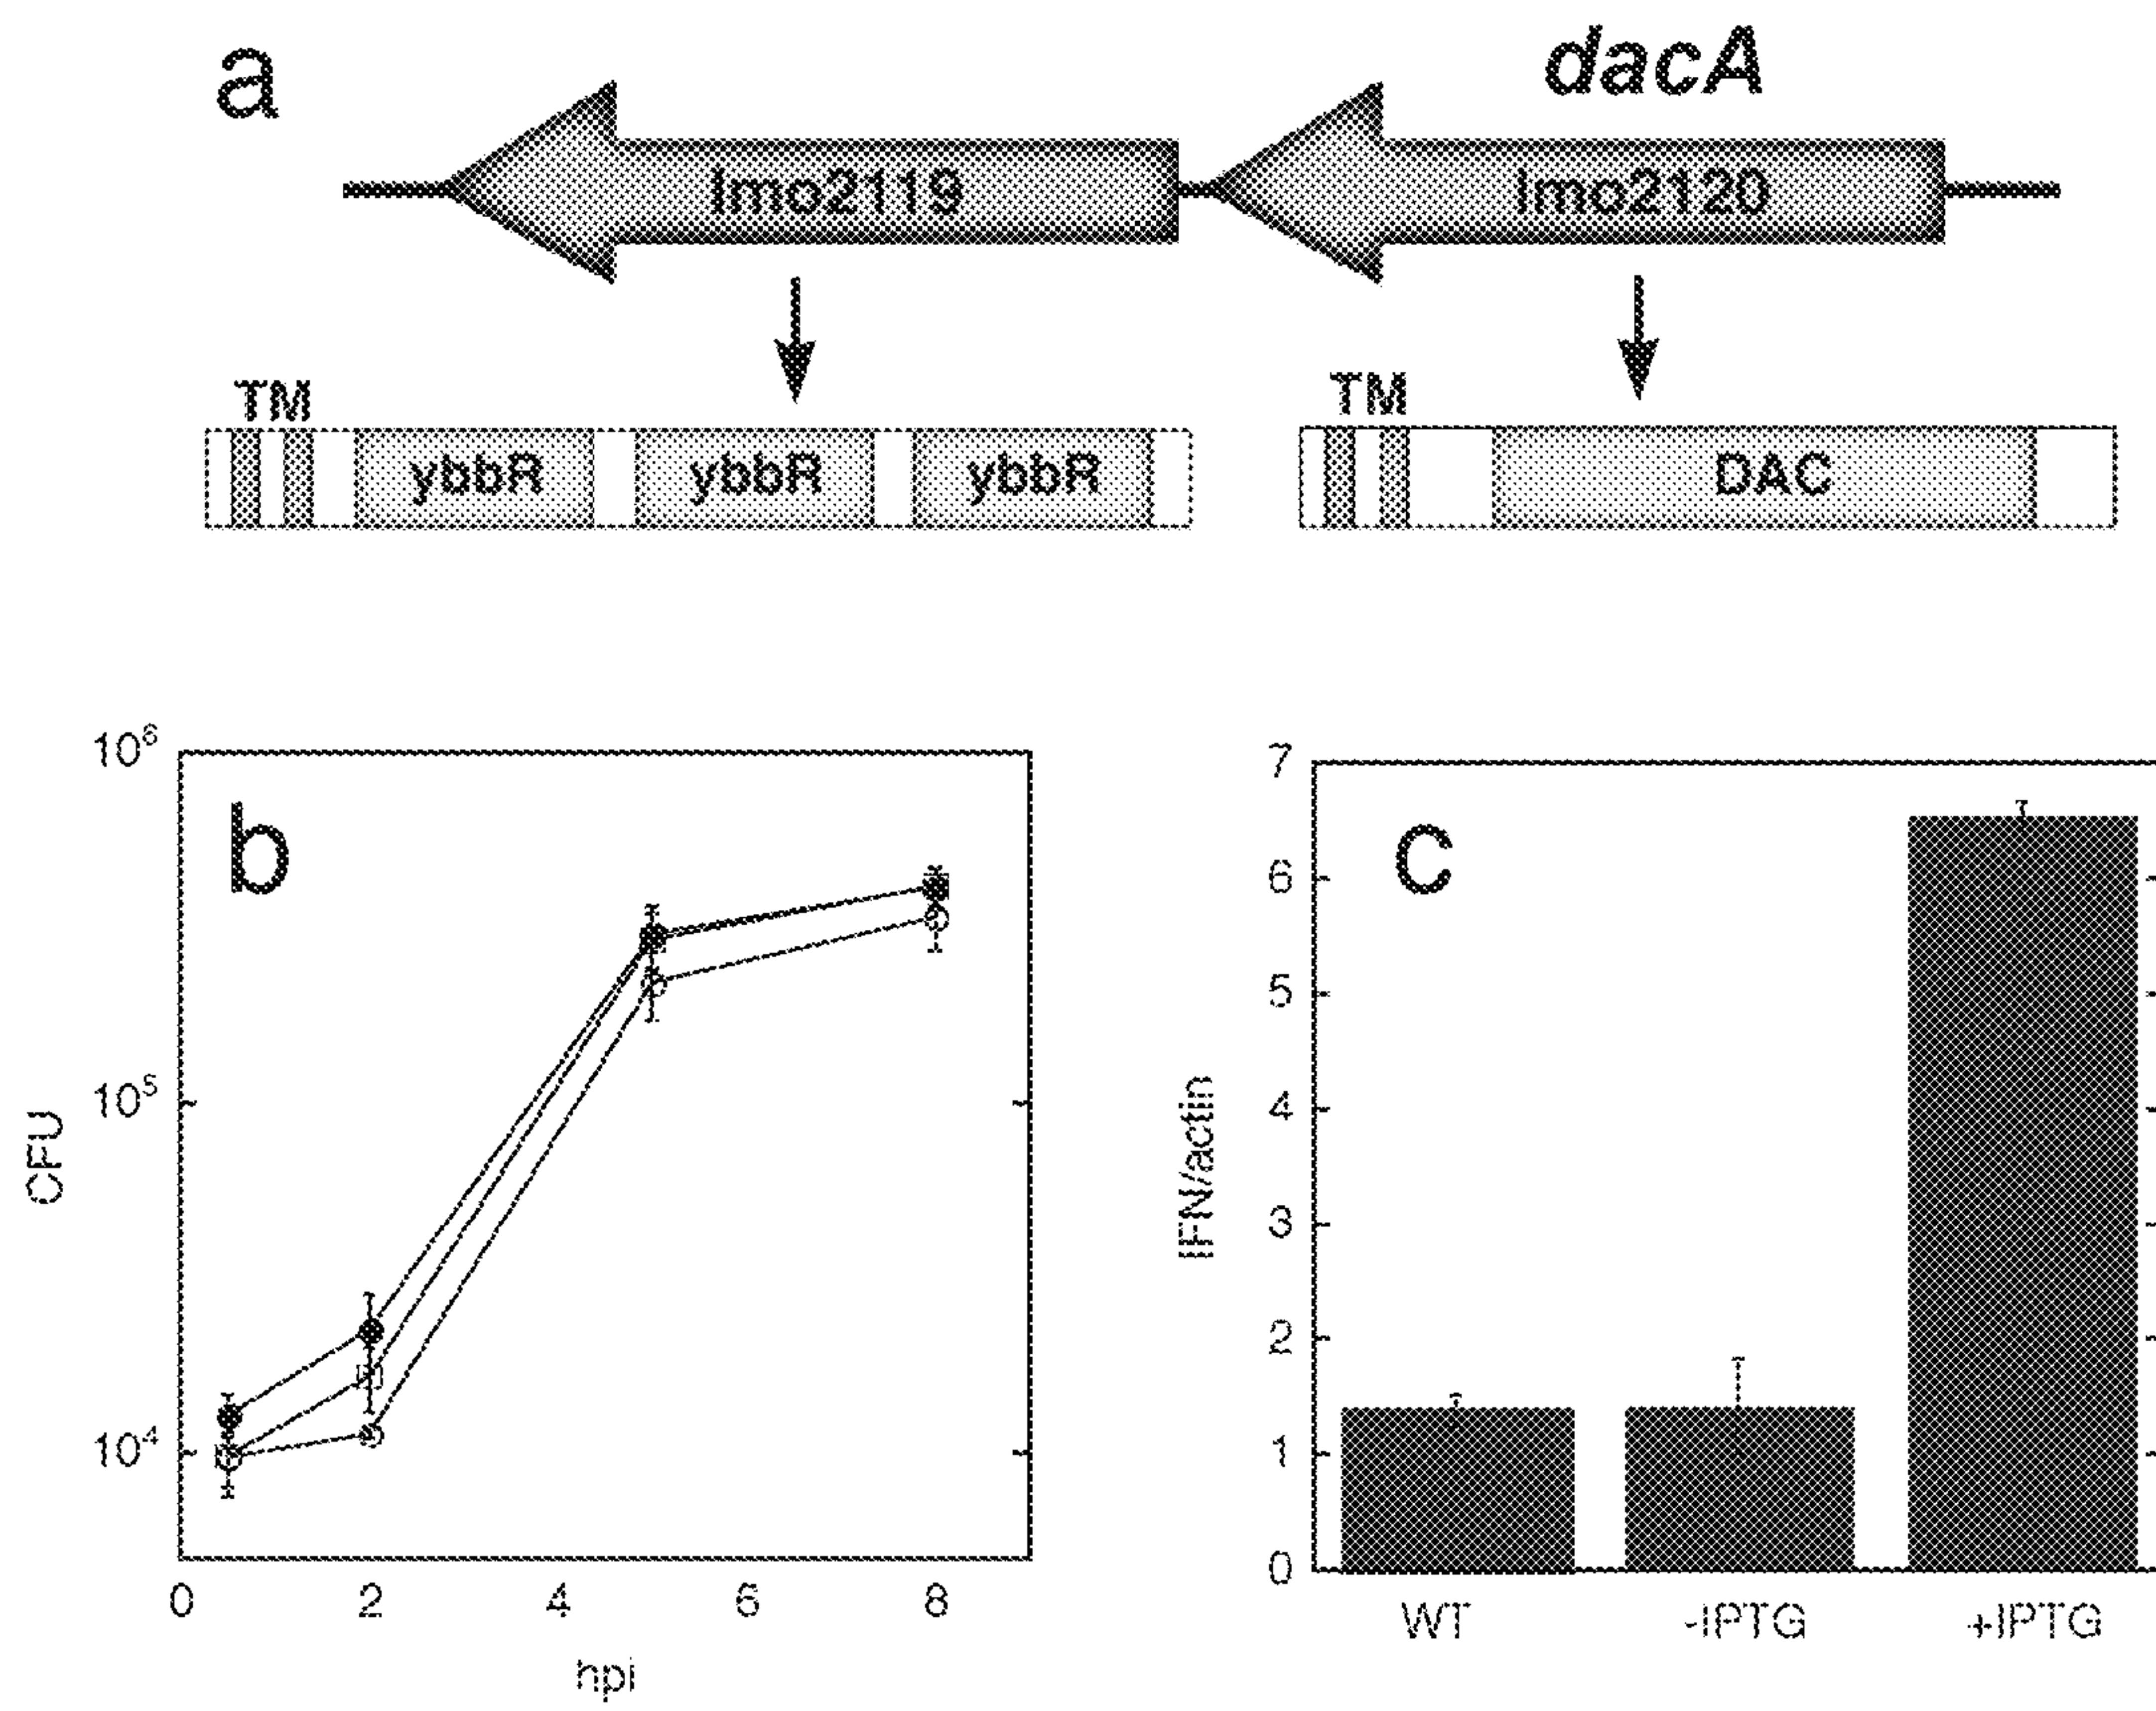 a
dacA
lmo2119
lmo2120
TM
TM
ybbR
ybbR
ybbR
DAC
b
10⁶
10⁵
10⁴
CFU
0
2
4
6
8
hpi
c
7
6
5
4
3
2
1
0
IFN/actin
WT
-IPTG
+IPTG